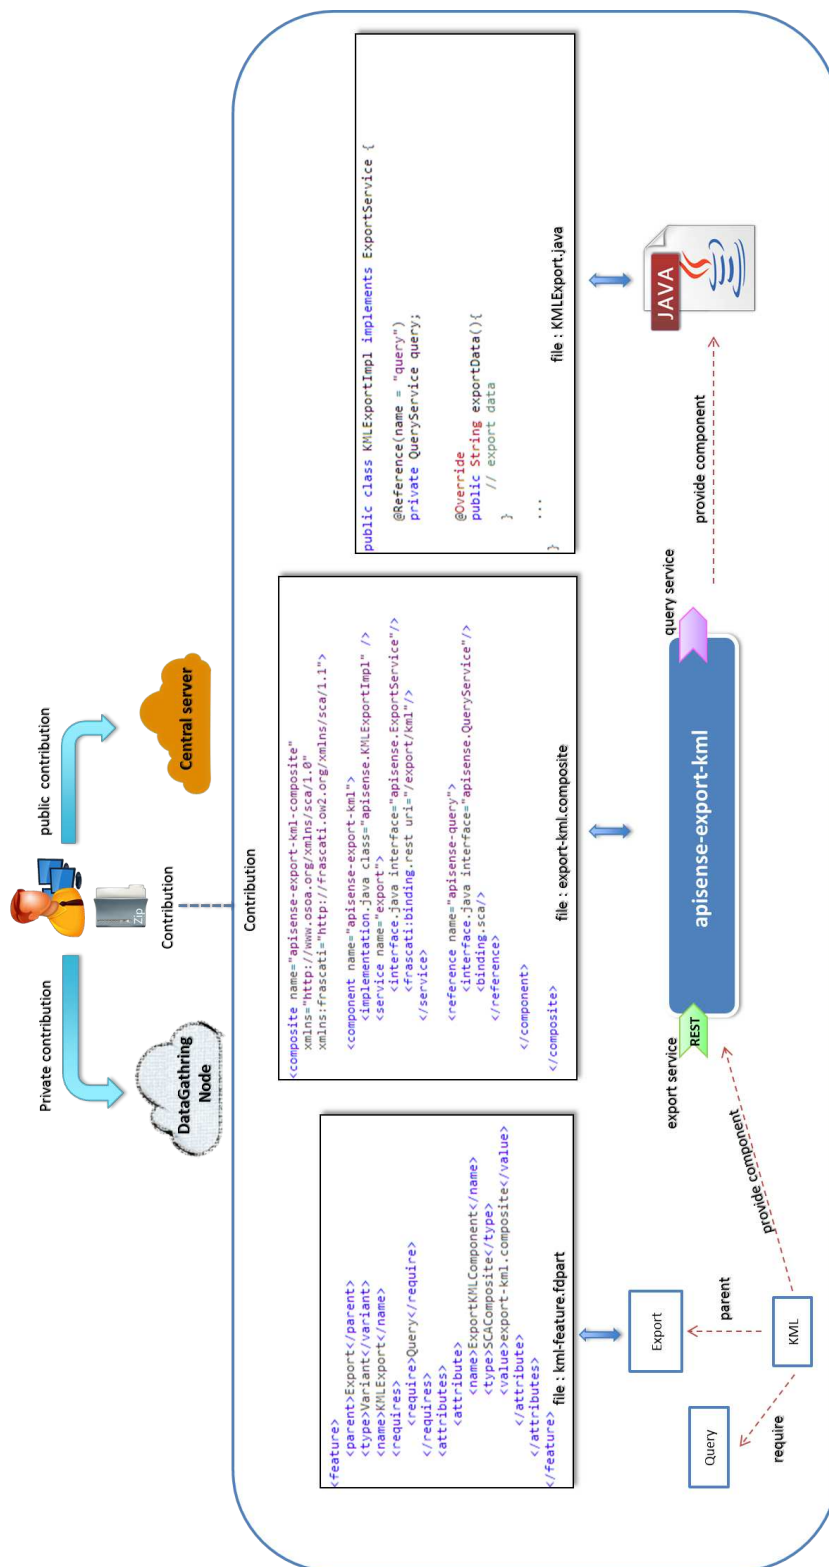 Private contribution
public contribution
DataGathring
Node
Zip
Contribution
Central server
Contribution
<feature>
<parent>Export</parent>
<type>Variant</variant>
<name>KMLExport</name>
<requires>
<require>Query</require>
</requires>
<attributes>
<attribute>
<name>ExportKMLComponent</name>
<type>SCAComposite</type>
<value>export-kml.composite</value>
</attribute>
</attributes>
</feature>
file : kml-feature.fdpart
<composite name="apisense-export-kml-composite"
xmlns="http://www.osoa.org/xmlns/sca/1.0"
xmlns:frascati="http://frascati.ow2.org/xmlns/sca/1.1">
<component name="apisense-export-kml">
<implementation.java class="apisense.KMLExportImpl" />
<service name="export">
<interface.java interface="apisense.ExportService"/>
<frascati:binding.rest uri="/export/kml"/>
</service>
<reference name="apisense-query">
<interface.java interface="apisense.QueryService"/>
<binding.sca/>
</reference>
</component>
</composite>
file : export-kml.composite
public class KMLExportImpl implements ExportService {
@Reference(name = "query")
private QueryService query;
@Override
public String exportData(){
// export data
}
...
}
file : KMLExport.java
Query
Export
KML
require
parent
provide component
export service
REST
apisense-export-kml
query service
provide component
JAVA